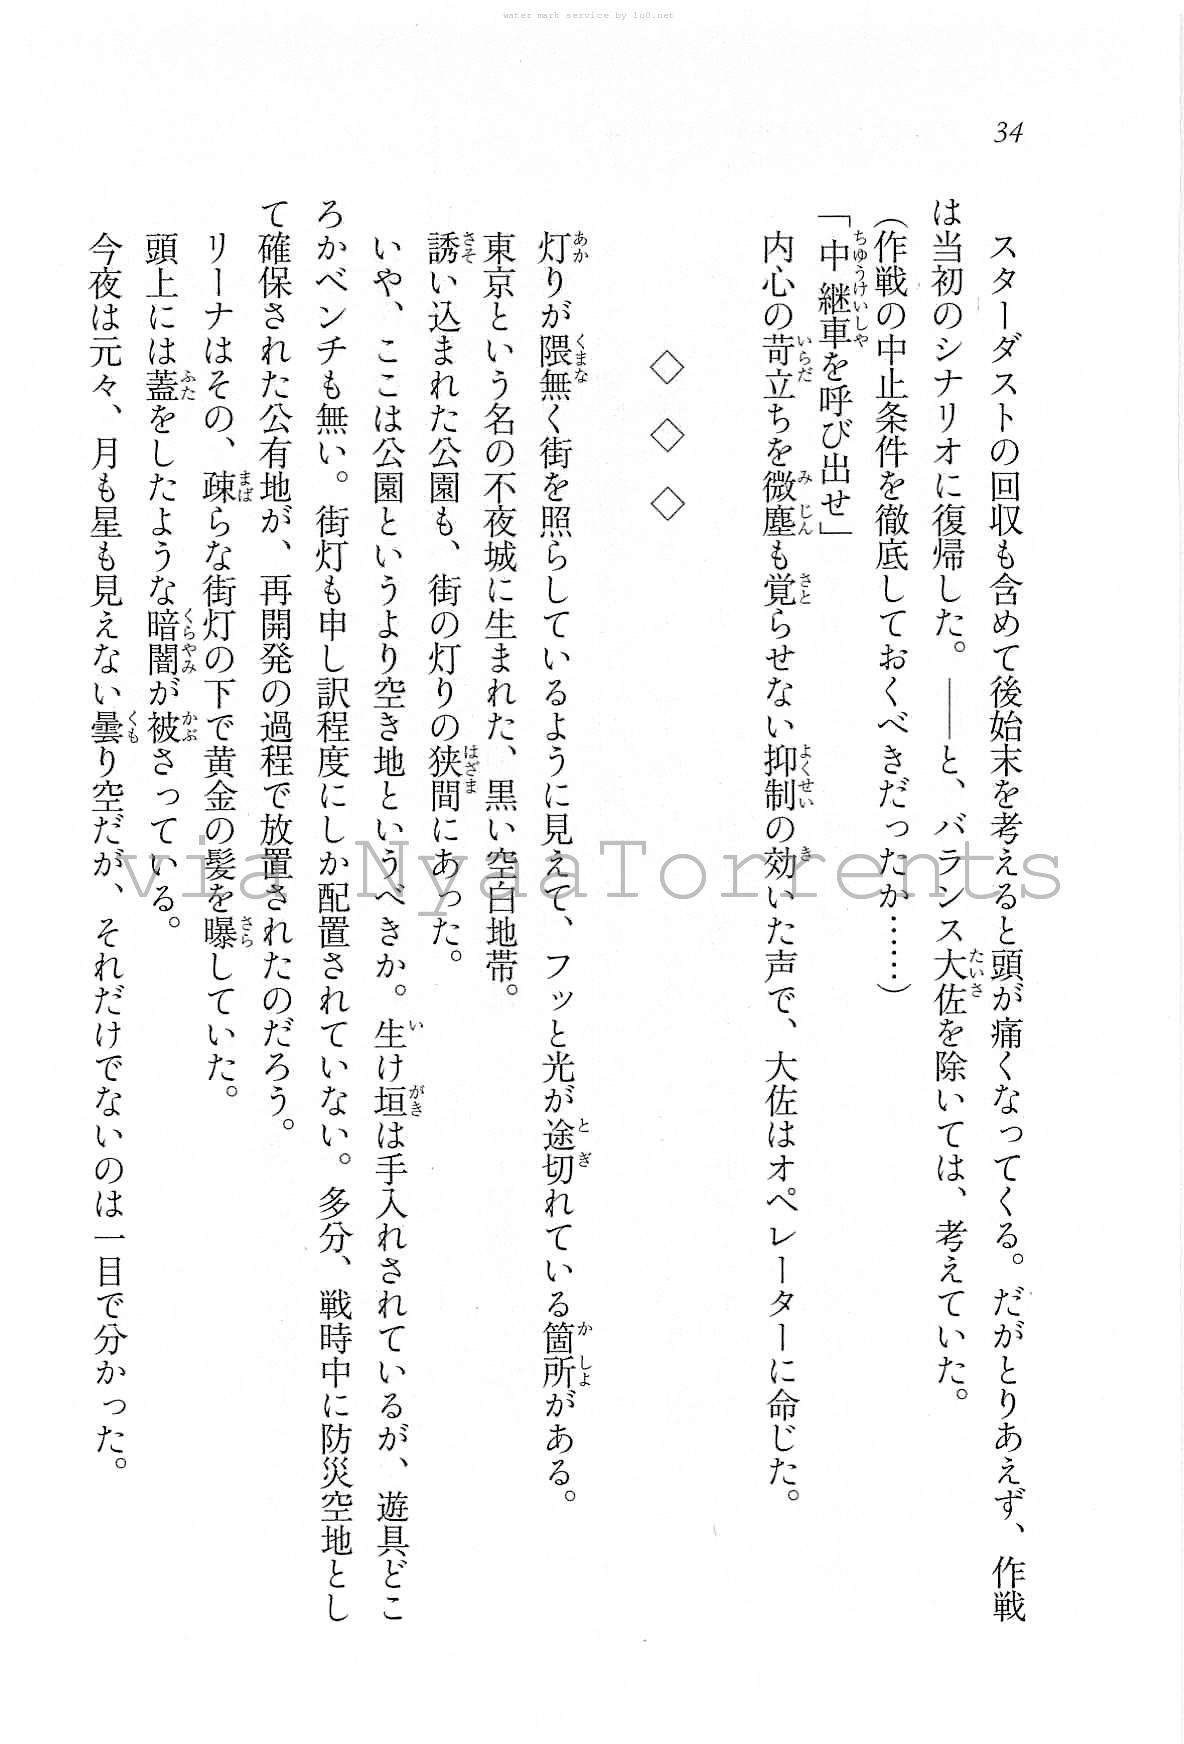 water mark service by lu0.net
34
スターダストの回収も含めて後始末を考えると頭が痛くなってくる。だがとりあえず、作戦
は当初のシナリオに復帰した。――と、バランス大佐を除いては、考えていた。
(作戦の中止条件を徹底しておくべきだったか……)
「中継車を呼び出せ」
内心の苛立ちを微塵も覚らせない抑制の効いた声で、大佐はオペレーターに命じた。
◇ ◇ ◇
灯りが隈無く街を照らしているように見えて、フッと光が途切れている箇所がある。
東京という名の不夜城に生まれた、黒い空白地帯。
誘い込まれた公園も、街の灯りの狭間にあった。
いや、ここは公園というより空き地というべきか。生け垣は手入れされているが、遊具どこ
ろかベンチも無い。街灯も申し訳程度にしか配置されていない。多分、戦時中に防災空地とし
て確保された公有地が、再開発の過程で放置されたのだろう。
リーナはその、疎らな街灯の下で黄金の髪を曝していた。
頭上には蓋をしたような暗闇が被さっている。
今夜は元々、月も星も見えない曇り空だが、それだけでないのは一目で分かった。
via NyaaTorrents